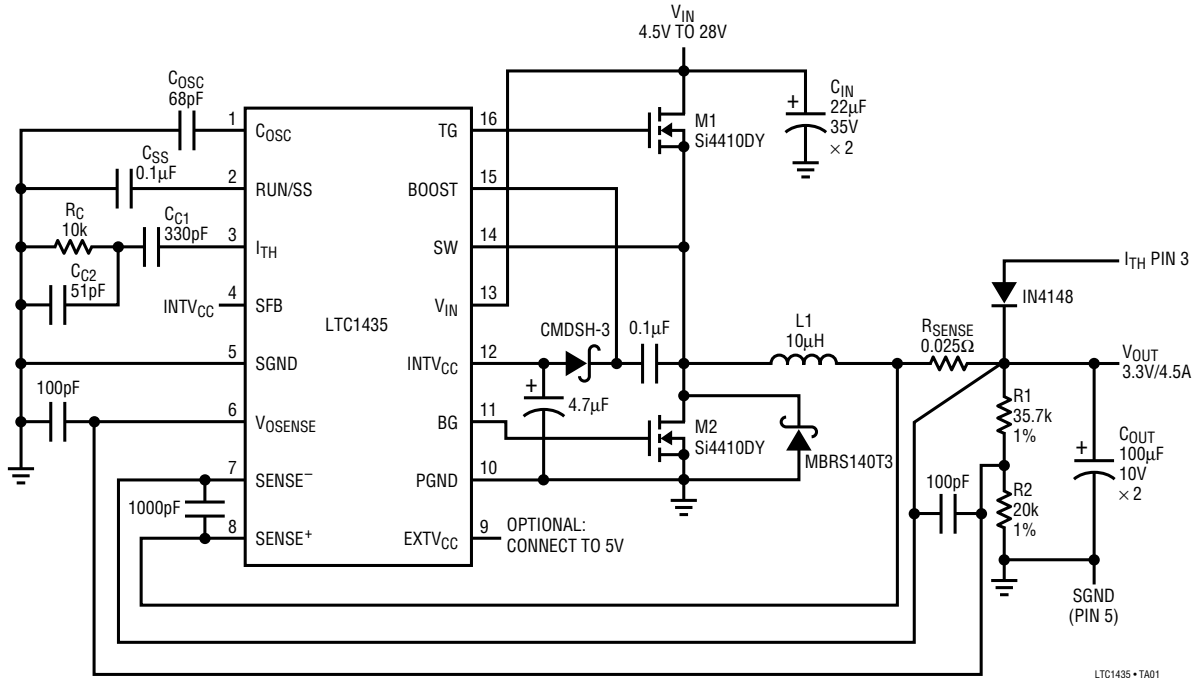 VIN
4.5V TO 28V
COSC
68pF
1
COSC
TG
16
M1
Si4410DY
+
CIN
22µF
35V
× 2
CSS
0.1µF
2
RUN/SS
BOOST
15
RC
10k
CC1
330pF
3
ITH
SW
14
CC2
51pF
INTVCC
4
SFB
VIN
13
LTC1435
ITH PIN 3
IN4148
5
SGND
INTVCC
12
CMDSH-3
0.1µF
L1
10µH
RSENSE
0.025Ω
VOUT
3.3V/4.5A
+
4.7µF
100pF
6
VOSENSE
BG
11
M2
Si4410DY
MBRS140T3
R1
35.7k
1%
+
COUT
100µF
10V
× 2
7
SENSE−
PGND
10
1000pF
8
SENSE+
EXTVCC
9
OPTIONAL:
CONNECT TO 5V
100pF
R2
20k
1%
SGND
(PIN 5)
LTC1435 • TA01